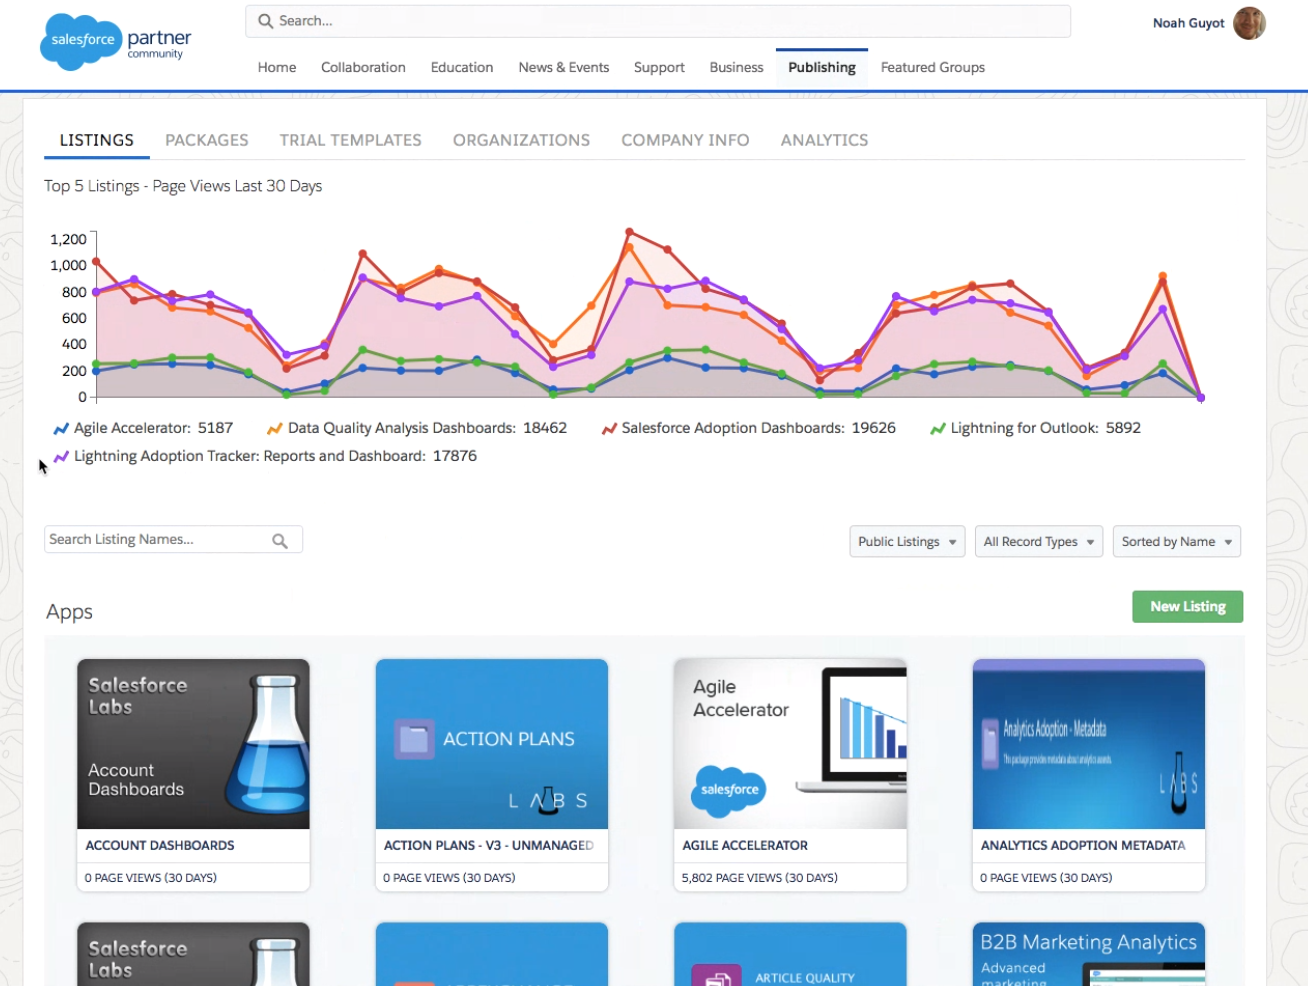 salesforce partner community
Search...
Noah Guyot
Home Collaboration Education News & Events Support Business Publishing Featured Groups
LISTINGS PACKAGES TRIAL TEMPLATES ORGANIZATIONS COMPANY INFO ANALYTICS
Top 5 Listings - Page Views Last 30 Days
1,200
1,000
800
600
400
200
0
Agile Accelerator: 5187 Data Quality Analysis Dashboards: 18462 Salesforce Adoption Dashboards: 19626 Lightning for Outlook: 5892
Lightning Adoption Tracker: Reports and Dashboard: 17876
Search Listing Names...
Public Listings All Record Types Sorted by Name
Apps
New Listing
Salesforce
Labs
Account
Dashboards
ACTION PLANS
LABS
Agile
Accelerator
salesforce
Analytics Adoption - Metadata
This package provides metadata about analytics assets.
LABS
ACCOUNT DASHBOARDS
ACTION PLANS - V3 - UNMANAGED
AGILE ACCELERATOR
ANALYTICS ADOPTION METADATA
0 PAGE VIEWS (30 DAYS)
0 PAGE VIEWS (30 DAYS)
5,802 PAGE VIEWS (30 DAYS)
0 PAGE VIEWS (30 DAYS)
Salesforce
Labs
ARTICLE QUALITY
B2B Marketing Analytics
Advanced
marketing